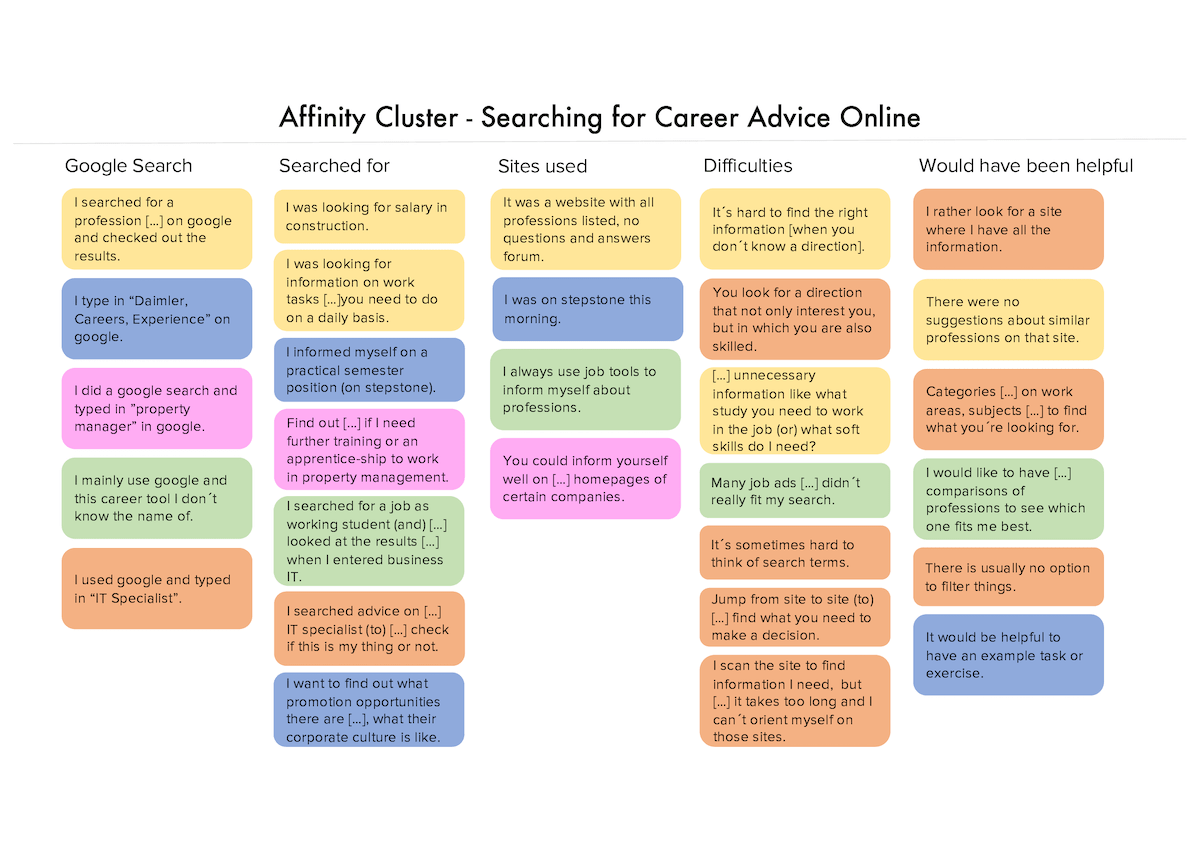 Affinity Cluster - Searching for Career Advice Online
Google Search
I searched for a
profession [...] on google
and checked out the
results.
I type in “Daimler,
Careers, Experience” on
google.
I did a google search and
typed in ”property
manager” in google.
I mainly use google and
this career tool I don´t
know the name of.
I used google and typed
in “IT Specialist”.
Searched for
I was looking for salary in
construction.
I was looking for
information on work
tasks [...]you need to do
on a daily basis.
I informed myself on a
practical semester
position (on stepstone).
Find out [...] if I need
further training or an
apprentice-ship to work
in property management.
I searched for a job as
working student (and) [...]
looked at the results [...]
when I entered business
IT.
I searched advice on [...]
IT specialist (to) [...] check
if this is my thing or not.
I want to find out what
promotion opportunities
there are [...], what their
corporate culture is like.
Sites used
It was a website with all
professions listed, no
questions and answers
forum.
I was on stepstone this
morning.
I always use job tools to
inform myself about
professions.
You could inform yourself
well on [...] homepages of
certain companies.
Difficulties
It´s hard to find the right
information [when you
don´t know a direction].
You look for a direction
that not only interest you,
but in which you are also
skilled.
[...] unnecessary
information like what
study you need to work
in the job (or) what soft
skills do I need?
Many job ads [...] didn´t
really fit my search.
It´s sometimes hard to
think of search terms.
Jump from site to site (to)
[...] find what you need to
make a decision.
I scan the site to find
information I need,  but
[...] it takes too long and I
can´t orient myself on
those sites.
Would have been helpful
I rather look for a site
where I have all the
information.
There were no
suggestions about similar
professions on that site.
Categories [...] on work
areas, subjects [...] to find
what you´re looking for.
I would like to have [...]
comparisons of
professions to see which
one fits me best.
There is usually no option
to filter things.
It would be helpful to
have an example task or
exercise.